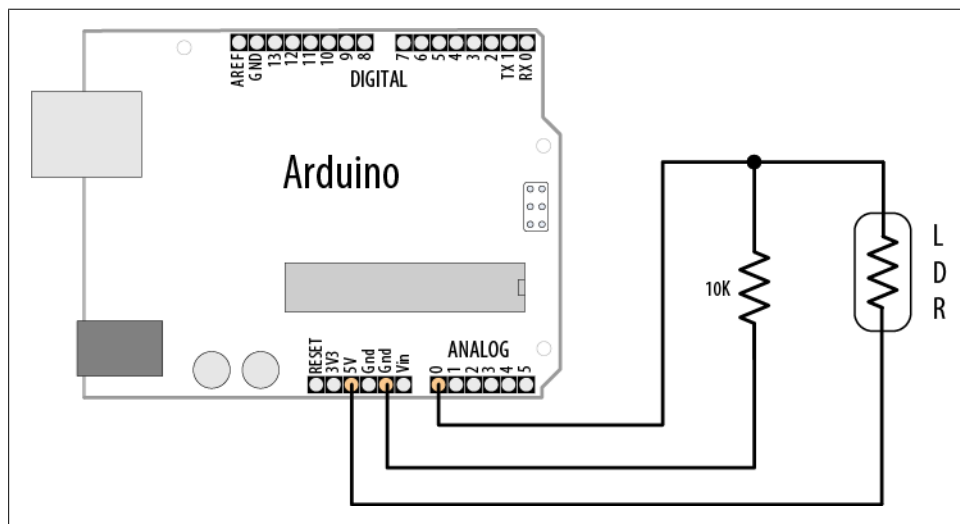 AREF
GND
13
12
11
10
9
8
7
6
5
4
3
2
TX 1
RX 0
DIGITAL
Arduino
L
D
R
10K
RESET
3V3
5V
Gnd
Gnd
Vin
ANALOG
0
1
2
3
4
5